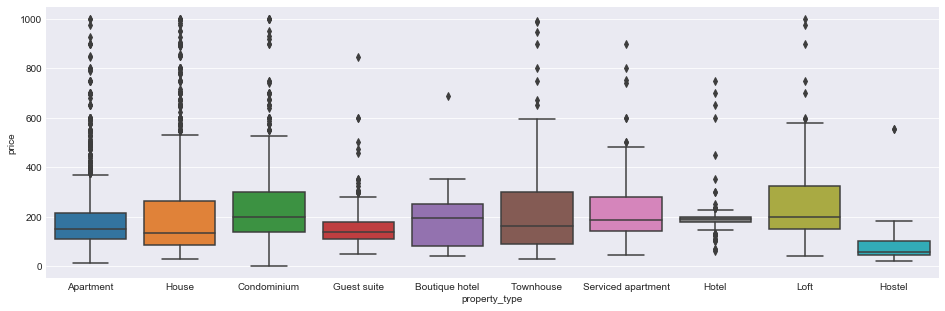 1000
800
600
400
200
0
price
Apartment House Condominium Guest suite Boutique hotel Townhouse Serviced apartment Hotel Loft Hostel
property_type